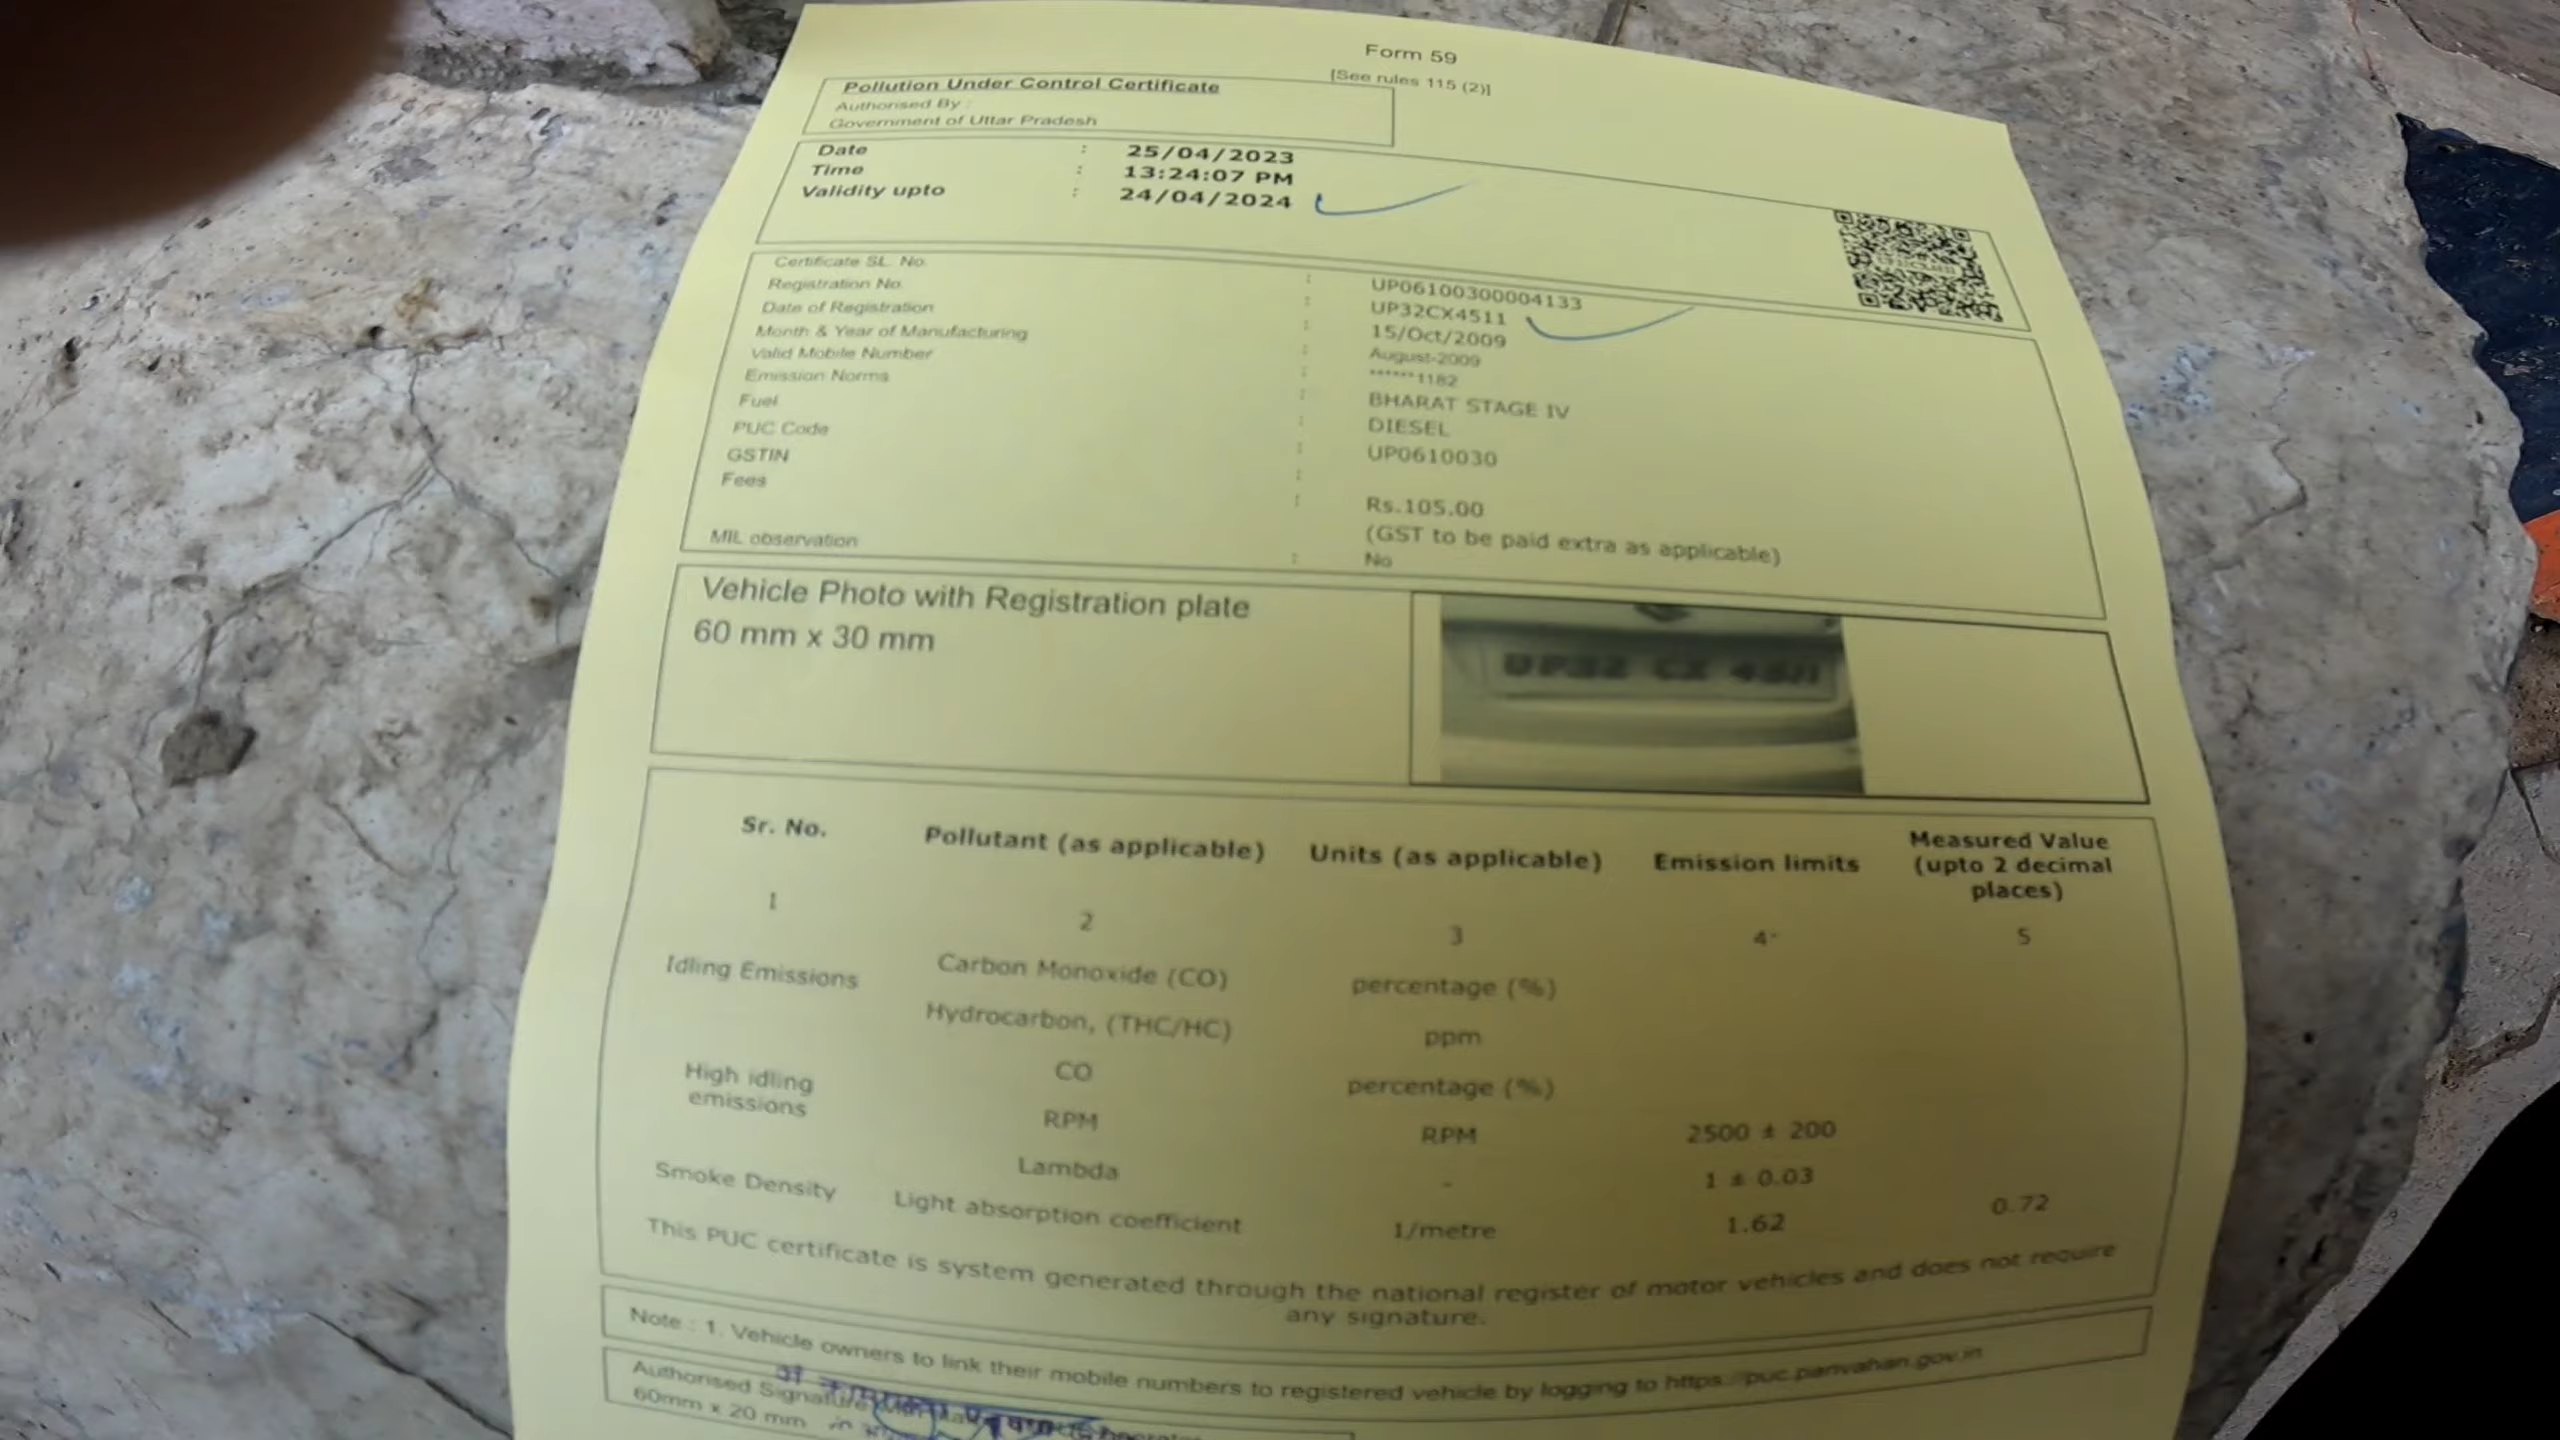 Form 59
[See rules 115 (2)]
Pollution Under Control Certificate
Authorised By :
Government of Uttar Pradesh
Date : 25/04/2023
Time : 13:24:07 PM
Validity upto : 24/04/2024
Certificate SL. No. : UP06100300004133
Registration No. : UP32CX4511
Date of Registration : 15/Oct/2009
Month & Year of Manufacturing : August-2009
Valid Mobile Number : ******1182
Emission Norms : BHARAT STAGE IV
Fuel : DIESEL
PUC Code : UP0610030
GSTIN :
Fees : Rs.105.00
(GST to be paid extra as applicable)
MIL observation : No
Vehicle Photo with Registration plate
60 mm x 30 mm
UP32 CX 4511
Sr. No. Pollutant (as applicable) Units (as applicable) Emission limits Measured Value
(upto 2 decimal
places)
1 2 3 4 5
Idling Emissions Carbon Monoxide (CO) percentage (%)
Hydrocarbon, (THC/HC) ppm
High idling
emissions CO percentage (%)
RPM RPM 2500 ± 200
Lambda - 1 ± 0.03
Smoke Density Light absorption coefficient 1/metre 1.62 0.72
This PUC certificate is system generated through the national register of motor vehicles and does not require
any signature.
Note : 1. Vehicle owners to link their mobile numbers to registered vehicle by logging to https://puc.parivahan.gov.in
Authorised Signature
60mm x 20 mm